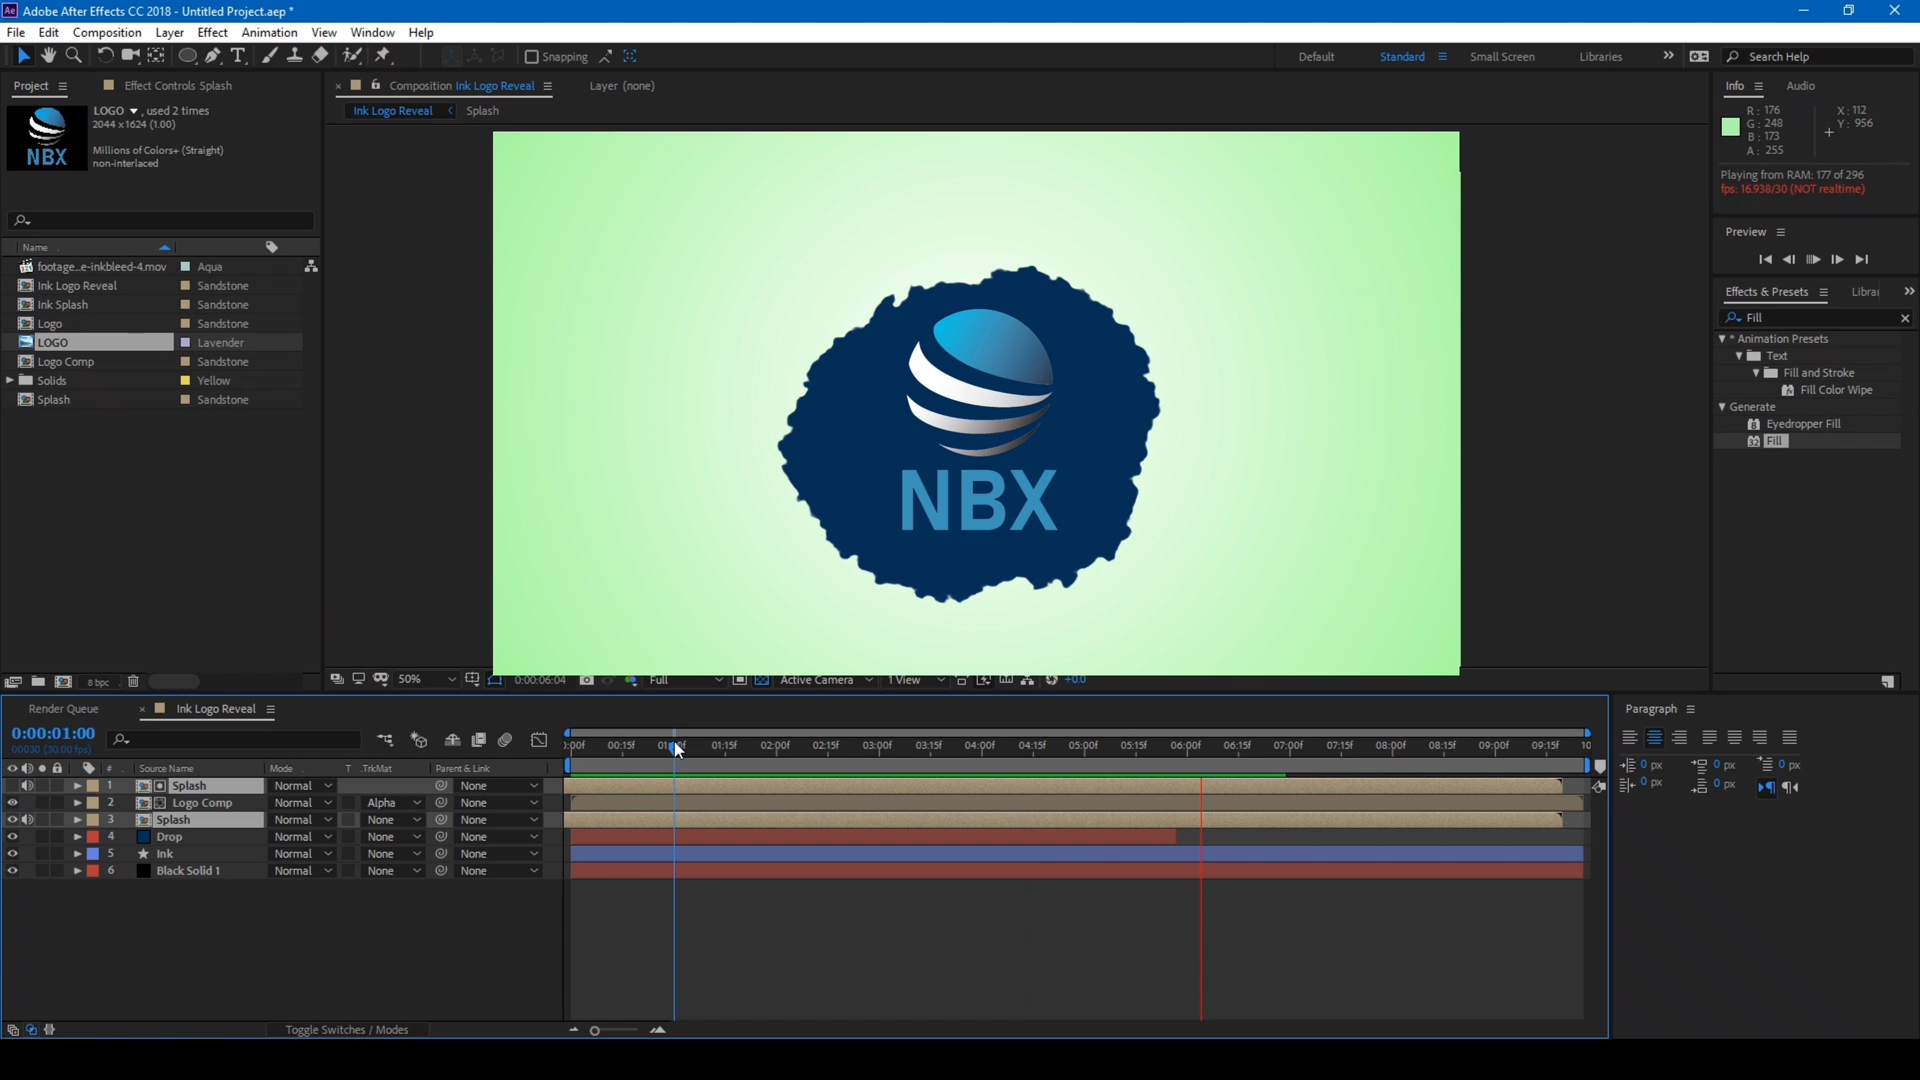 Adobe After Effects CC 2018 - Untitled Project.aep *
File Edit Composition Layer Effect Animation View Window Help
Snapping
Default Standard Small Screen Libraries Search Help
Project Effect Controls Splash
Composition Ink Logo Reveal Layer (none)
Ink Logo Reveal Splash
LOGO , used 2 times
2044 x 1624 (1.00)
Millions of Colors+ (Straight)
non-interlaced
NBX
Name
footage...e-inkbleed-4.mov Aqua
Ink Logo Reveal Sandstone
Ink Splash Sandstone
Logo Sandstone
LOGO Lavender
Logo Comp Sandstone
Solids Yellow
Splash Sandstone
8 bpc
NBX
50% 0:00:06:04 Full Active Camera 1 View +0.0
Info Audio
R : 176 X : 112
G : 248 Y : 956
B : 173
A : 255
Playing from RAM: 177 of 296
fps: 16.938/30 (NOT realtime)
Preview
Effects & Presets Librar
Fill
* Animation Presets
Text
Fill and Stroke
Fill Color Wipe
Generate
Eyedropper Fill
Fill
Render Queue Ink Logo Reveal
0:00:01:00
00030 (30.00 fps)
:00f 00:15f 01:15f 02:00f 02:15f 03:00f 03:15f 04:00f 04:15f 05:00f 05:15f 06:00f 06:15f 07:00f 07:15f 08:00f 08:15f 09:00f 09:15f 10
# Source Name Mode T .TrkMat Parent & Link
1 Splash Normal None
2 Logo Comp Normal Alpha None
3 Splash Normal None None
4 Drop Normal None None
5 Ink Normal None None
6 Black Solid 1 Normal None None
Toggle Switches / Modes
Paragraph
0 px 0 px 0 px
0 px 0 px